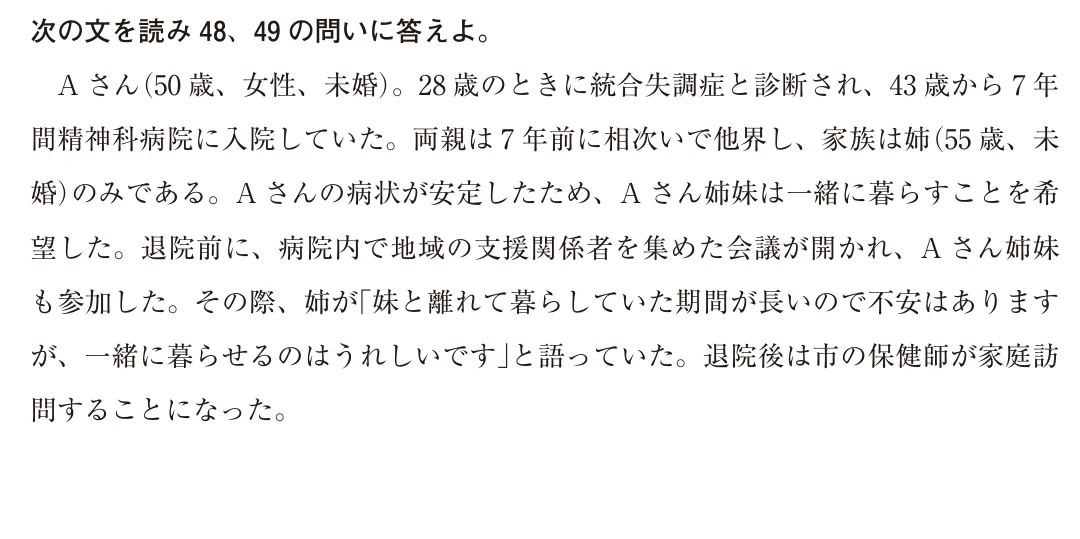 次の文を読み 48、49 の問いに答えよ。
A さん(50 歳、女性、未婚)。28 歳のときに統合失調症と診断され、43 歳から 7 年
間精神科病院に入院していた。両親は 7 年前に相次いで他界し、家族は姉(55 歳、未
婚)のみである。A さんの病状が安定したため、A さん姉妹は一緒に暮らすことを希
望した。退院前に、病院内で地域の支援関係者を集めた会議が開かれ、A さん姉妹
も参加した。その際、姉が「妹と離れて暮らしていた期間が長いので不安はあります
が、一緒に暮らせるのはうれしいです」と語っていた。退院後は市の保健師が家庭訪
問することになった。